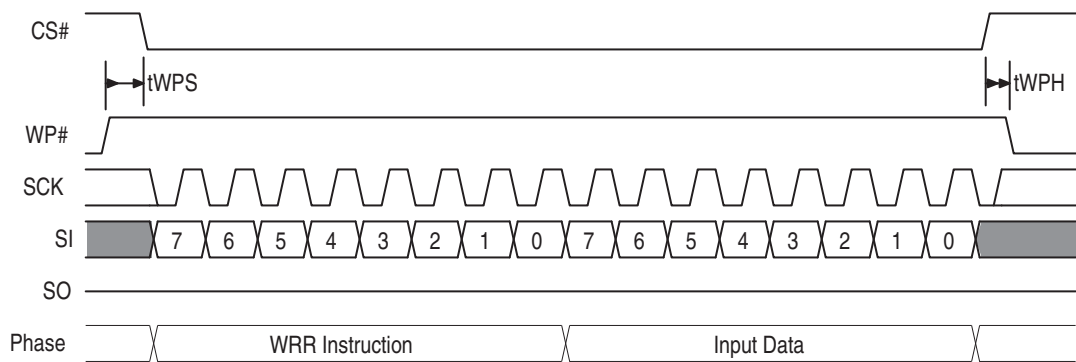 CS#
tWPS
tWPH
WP#
SCK
SI 7 6 5 4 3 2 1 0 7 6 5 4 3 2 1 0
SO
Phase WRR Instruction Input Data